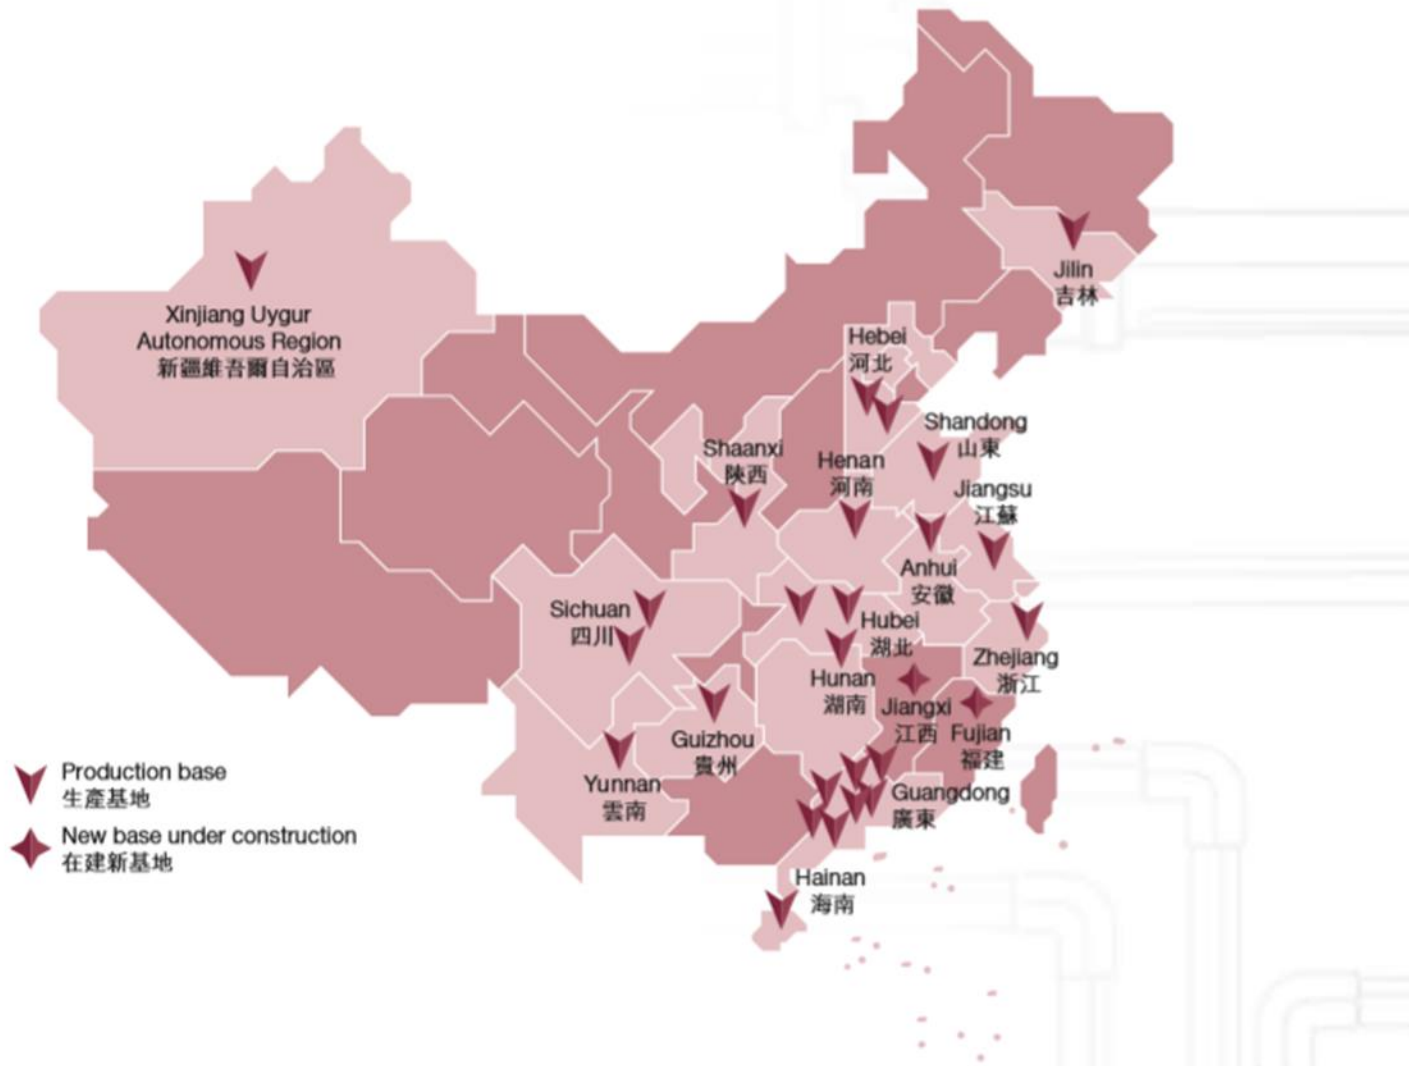 Jilin
吉林
Xinjiang Uygur
Autonomous Region
新疆維吾爾自治區
Hebei
河北
Shandong
山東
Shaanxi
陝西
Henan
河南
Jiangsu
江蘇
Anhui
安徽
Sichuan
四川
Hubei
湖北
Zhejiang
浙江
Hunan
湖南
Jiangxi
江西
Fujian
福建
Guizhou
貴州
Yunnan
雲南
Guangdong
廣東
Hainan
海南
Production base
生產基地
New base under construction
在建新基地